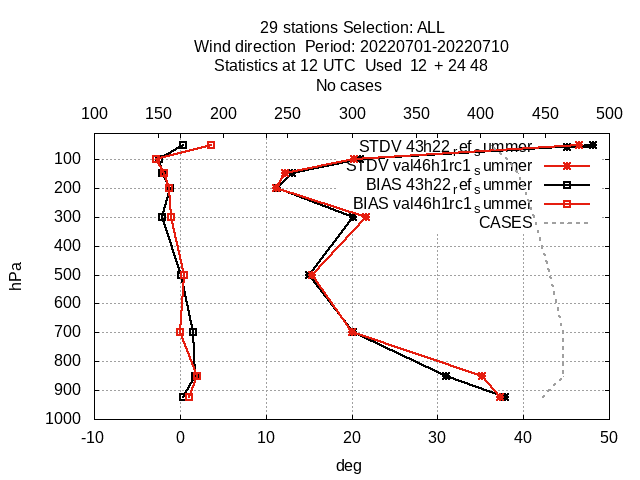 29 stations Selection: ALL
Wind direction  Period: 20220701-20220710
Statistics at 12 UTC  Used  12  + 24 48
No cases
100 150 200 250 300 350 400 450 500
STDV 43h22_ref_summer
STDV val46h1rc1_summer
BIAS 43h22_ref_summer
BIAS val46h1rc1_summer
CASES
100
200
300
400
500
600
700
800
900
1000
hPa
-10 0 10 20 30 40 50
deg